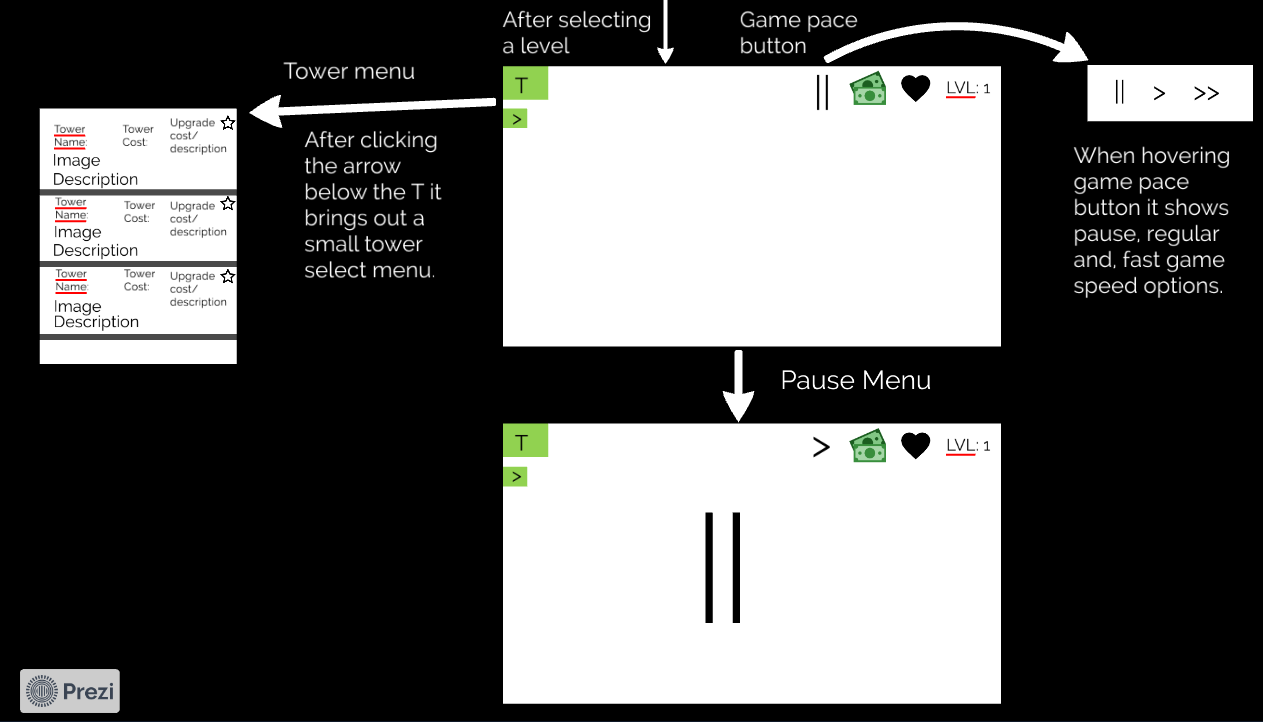 After selecting
a level
Game pace
button
Tower menu
T
||
LVL: 1
>
|| > >>
After clicking
the arrow
below the T it
brings out a
small tower
select menu.
Tower
Name:
Tower
Cost:
Upgrade
cost/
description
Image
Description
Tower
Name:
Tower
Cost:
Upgrade
cost/
description
Image
Description
Tower
Name:
Tower
Cost:
Upgrade
cost/
description
Image
Description
When hovering
game pace
button it shows
pause, regular
and, fast game
speed options.
Pause Menu
T
>
LVL: 1
>
||
Prezi